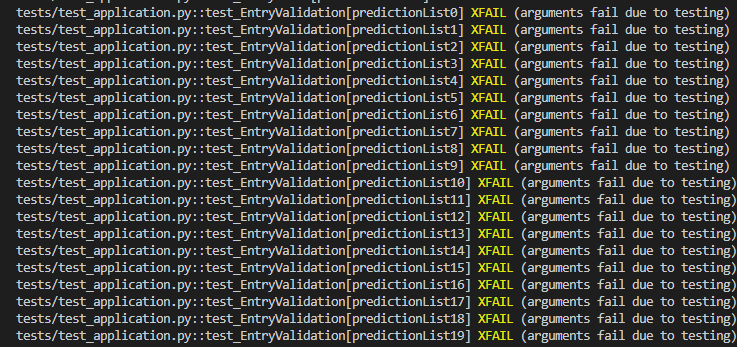 tests/test_application.py::test_EntryValidation[predictionList0] XFAIL (arguments fail due to testing)
tests/test_application.py::test_EntryValidation[predictionList1] XFAIL (arguments fail due to testing)
tests/test_application.py::test_EntryValidation[predictionList2] XFAIL (arguments fail due to testing)
tests/test_application.py::test_EntryValidation[predictionList3] XFAIL (arguments fail due to testing)
tests/test_application.py::test_EntryValidation[predictionList4] XFAIL (arguments fail due to testing)
tests/test_application.py::test_EntryValidation[predictionList5] XFAIL (arguments fail due to testing)
tests/test_application.py::test_EntryValidation[predictionList6] XFAIL (arguments fail due to testing)
tests/test_application.py::test_EntryValidation[predictionList7] XFAIL (arguments fail due to testing)
tests/test_application.py::test_EntryValidation[predictionList8] XFAIL (arguments fail due to testing)
tests/test_application.py::test_EntryValidation[predictionList9] XFAIL (arguments fail due to testing)
tests/test_application.py::test_EntryValidation[predictionList10] XFAIL (arguments fail due to testing)
tests/test_application.py::test_EntryValidation[predictionList11] XFAIL (arguments fail due to testing)
tests/test_application.py::test_EntryValidation[predictionList12] XFAIL (arguments fail due to testing)
tests/test_application.py::test_EntryValidation[predictionList13] XFAIL (arguments fail due to testing)
tests/test_application.py::test_EntryValidation[predictionList14] XFAIL (arguments fail due to testing)
tests/test_application.py::test_EntryValidation[predictionList15] XFAIL (arguments fail due to testing)
tests/test_application.py::test_EntryValidation[predictionList16] XFAIL (arguments fail due to testing)
tests/test_application.py::test_EntryValidation[predictionList17] XFAIL (arguments fail due to testing)
tests/test_application.py::test_EntryValidation[predictionList18] XFAIL (arguments fail due to testing)
tests/test_application.py::test_EntryValidation[predictionList19] XFAIL (arguments fail due to testing)